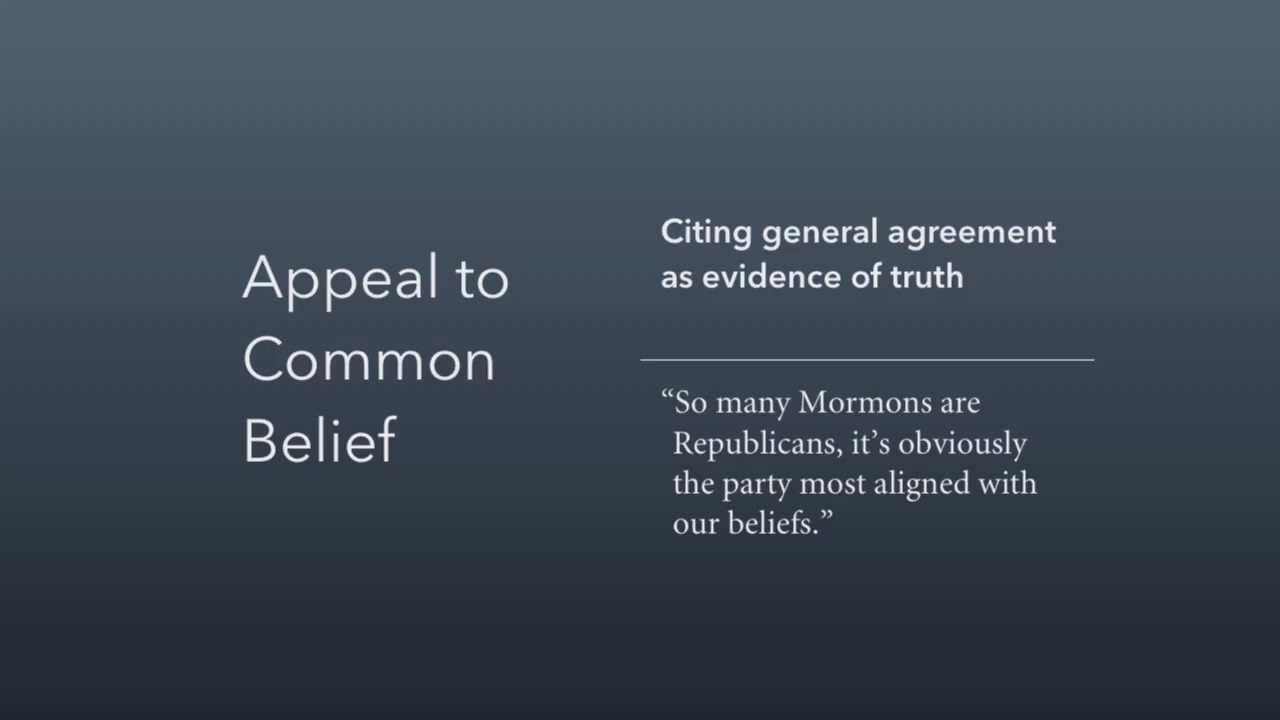 Appeal to
Common
Belief
Citing general agreement
as evidence of truth
“So many Mormons are
Republicans, it’s obviously
the party most aligned with
our beliefs.”